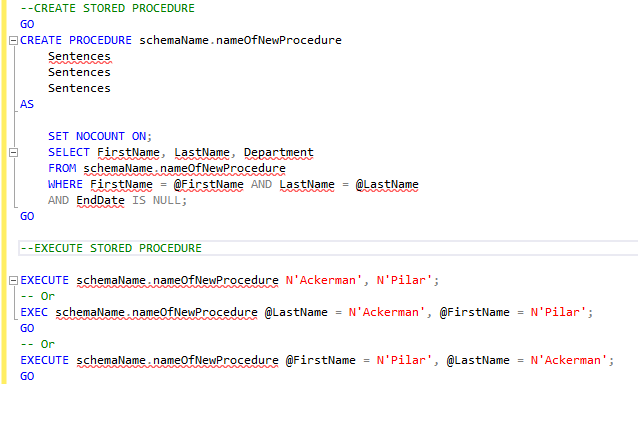 --CREATE STORED PROCEDURE
GO
CREATE PROCEDURE schemaName.nameOfNewProcedure
Sentences
Sentences
Sentences
AS
SET NOCOUNT ON;
SELECT FirstName, LastName, Department
FROM schemaName.nameOfNewProcedure
WHERE FirstName = @FirstName AND LastName = @LastName
AND EndDate IS NULL;
GO
--EXECUTE STORED PROCEDURE
EXECUTE schemaName.nameOfNewProcedure N'Ackerman', N'Pilar';
-- Or
EXEC schemaName.nameOfNewProcedure @LastName = N'Ackerman', @FirstName = N'Pilar';
GO
-- Or
EXECUTE schemaName.nameOfNewProcedure @FirstName = N'Pilar', @LastName = N'Ackerman';
GO